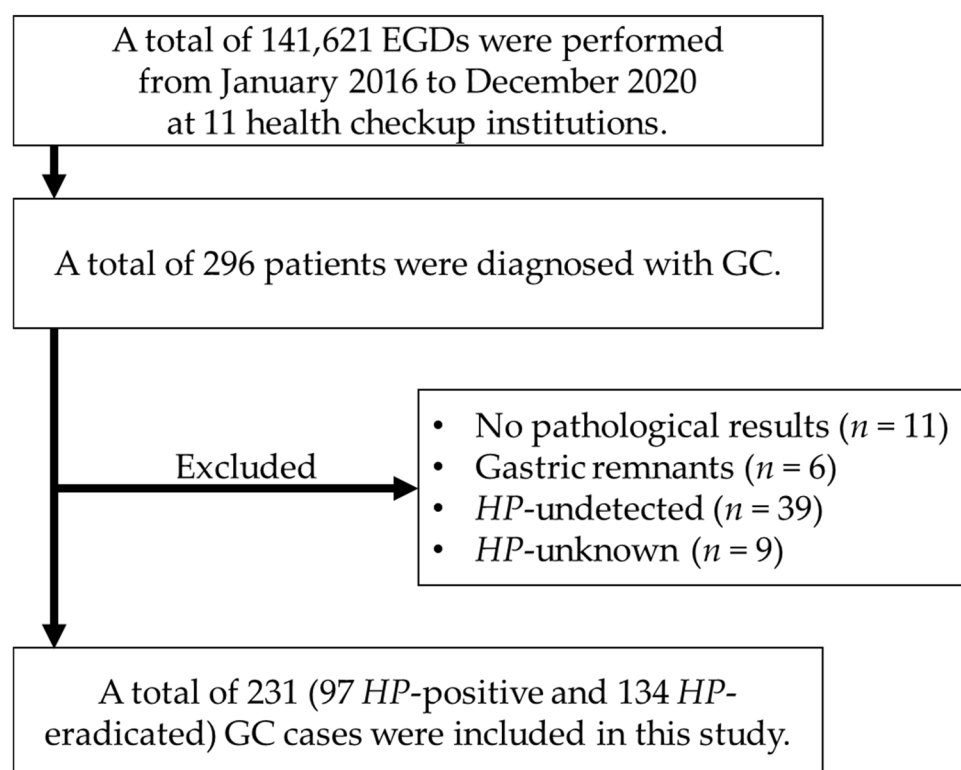 A total of 141,621 EGDs were performed
from January 2016 to December 2020
at 11 health checkup institutions.
A total of 296 patients were diagnosed with GC.
Excluded
• No pathological results (n = 11)
• Gastric remnants (n = 6)
• HP-undetected (n = 39)
• HP-unknown (n = 9)
A total of 231 (97 HP-positive and 134 HP-
eradicated) GC cases were included in this study.